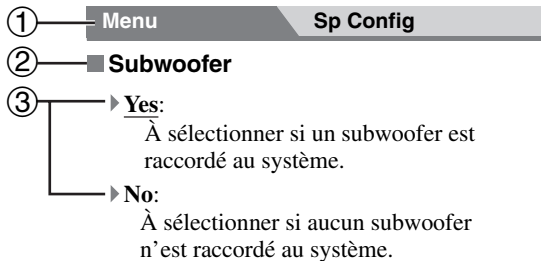 ① Menu Sp Config
② Subwoofer
③ Yes:
À sélectionner si un subwoofer est
raccordé au système.
No:
À sélectionner si aucun subwoofer
n’est raccordé au système.